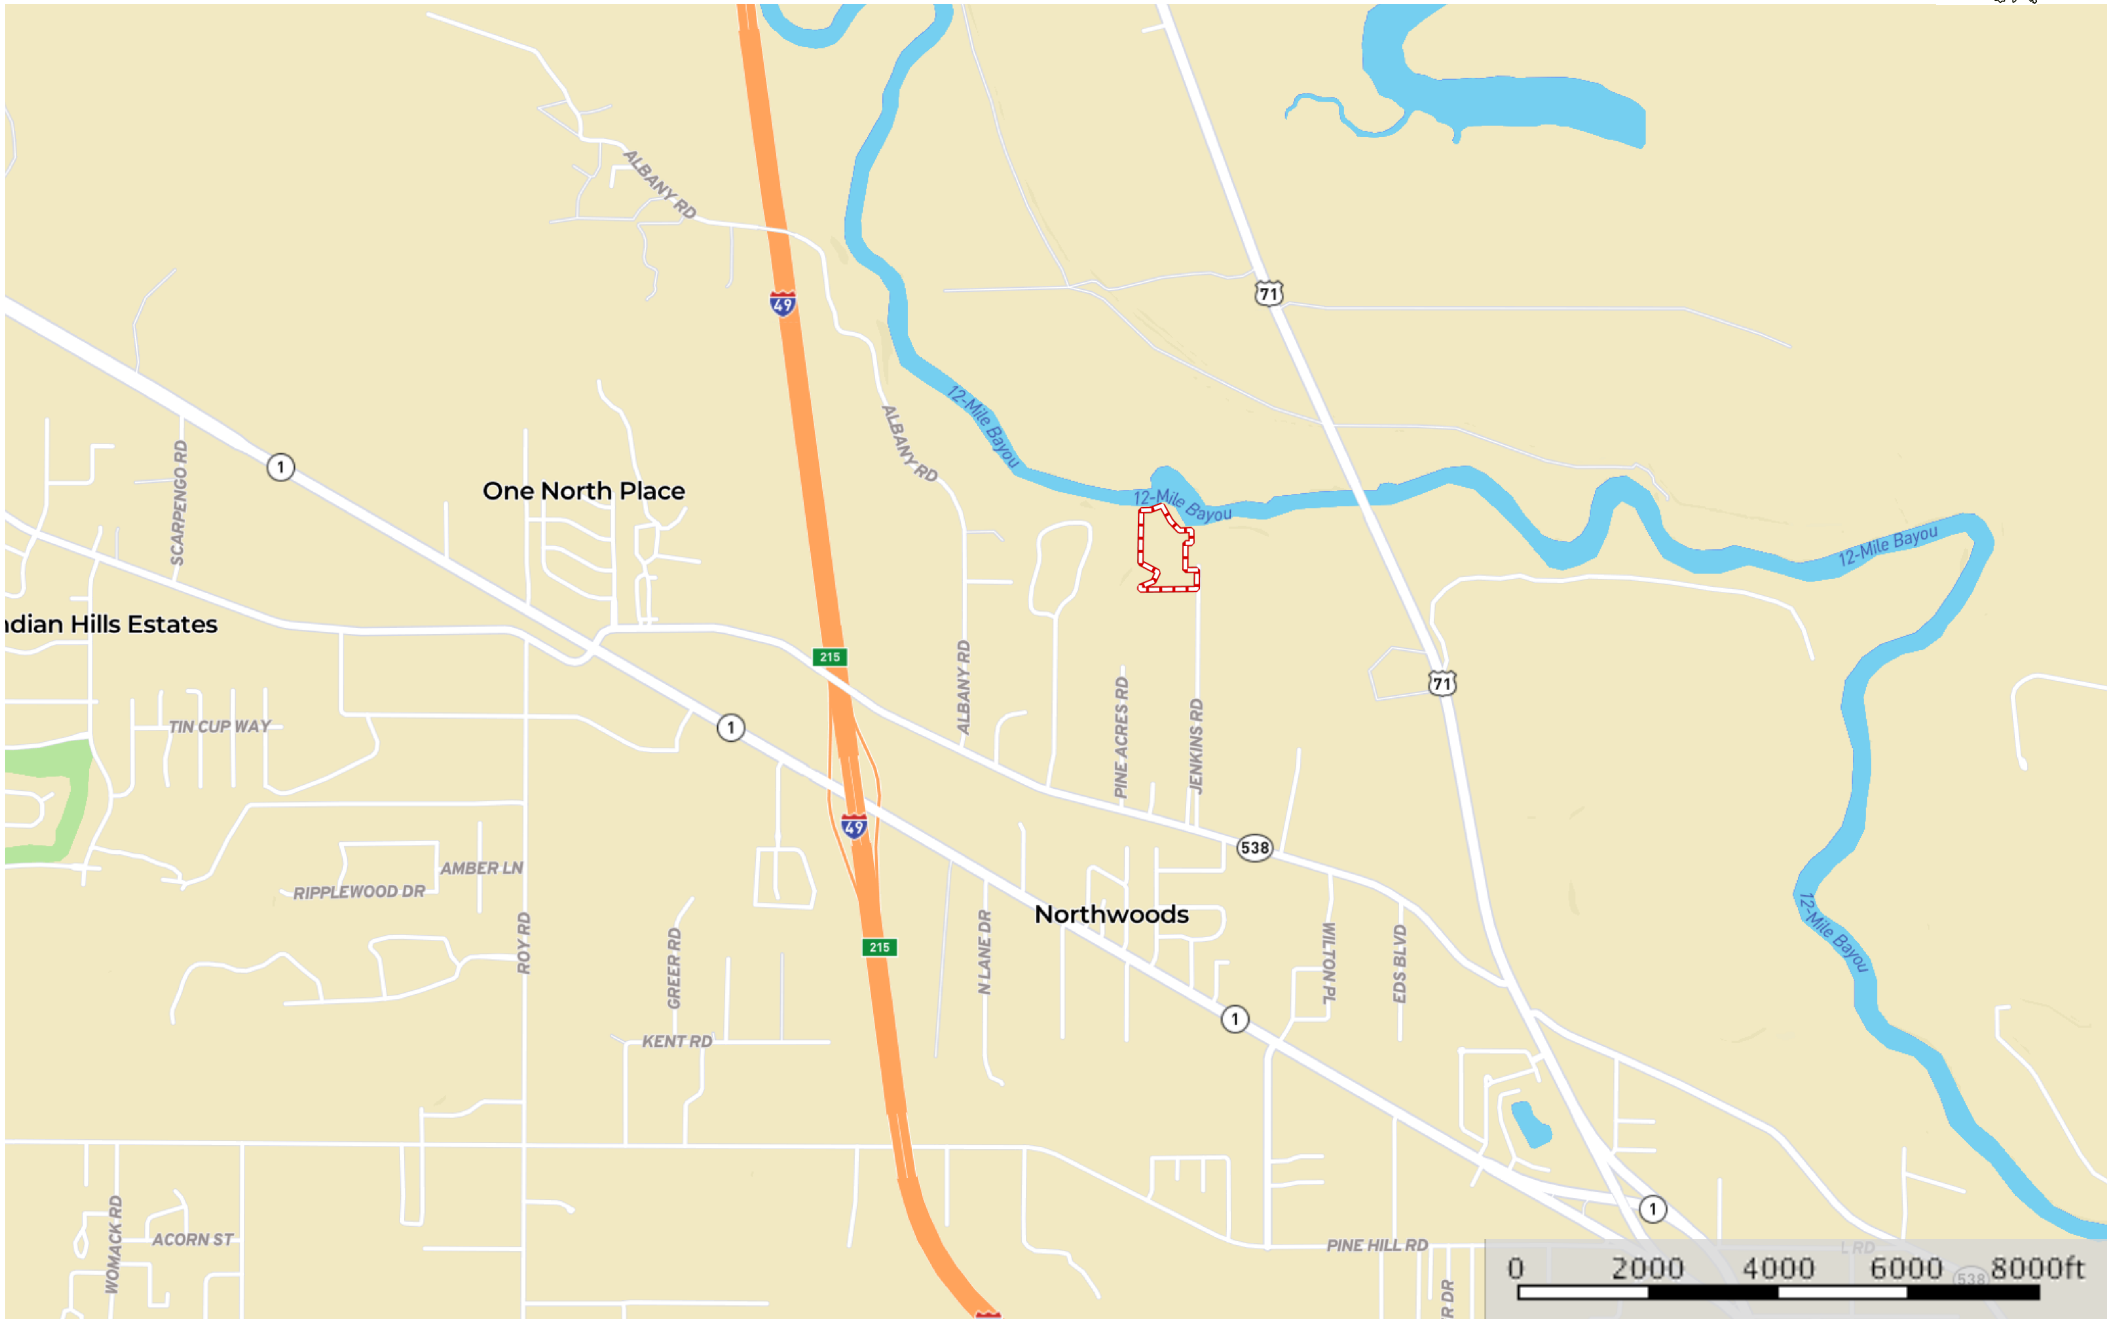 ALBANY RD
49
71
12-Mile Bayou
ALBANY RD
SCARPENGO RD
1
One North Place
12-Mile Bayou
12-Mile Bayou
ndian Hills Estates
215
ALBANY RD
71
TIN CUP WAY
1
PINE ACRES RD
JENKINS RD
49
538
AMBER LN
RIPPLEWOOD DR
Northwoods
12-Mile Bayou
ROY RD
GREER RD
215
N LANE DR
WILTON PL
EDS BLVD
KENT RD
1
WOMACK RD
ACORN ST
1
PINE HILL RD
L RD
R DR
538
0 2000 4000 6000 8000ft